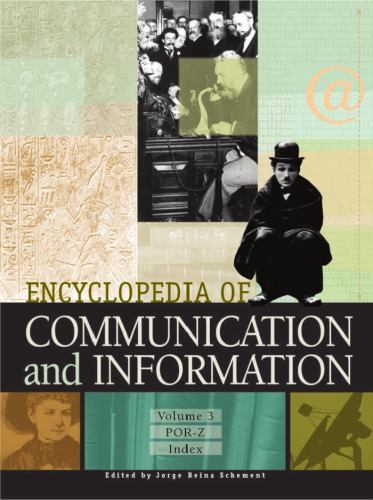 @
ENCYCLOPEDIA OF
COMMUNICATION
and INFORMATION
Volume 3
POR-Z
Index
Edited by Jorge Reina Schement